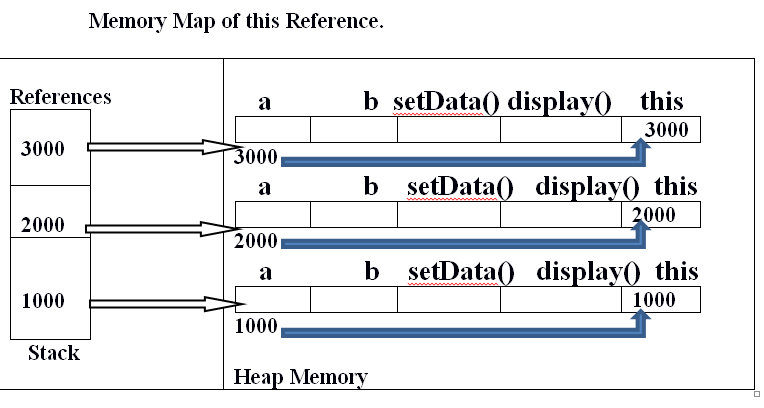 Memory Map of this Reference.
References
3000
2000
1000
Stack
a b setData() display() this
3000
3000
a b setData() display() this
2000
2000
a b setData() display() this
1000
1000
Heap Memory